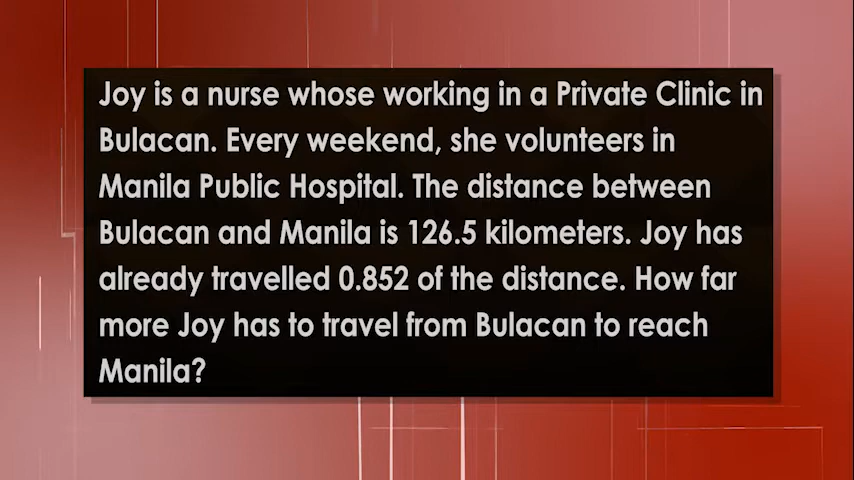 Joy is a nurse whose working in a Private Clinic in
Bulacan. Every weekend, she volunteers in
Manila Public Hospital. The distance between
Bulacan and Manila is 126.5 kilometers. Joy has
already travelled 0.852 of the distance. How far
more Joy has to travel from Bulacan to reach
Manila?